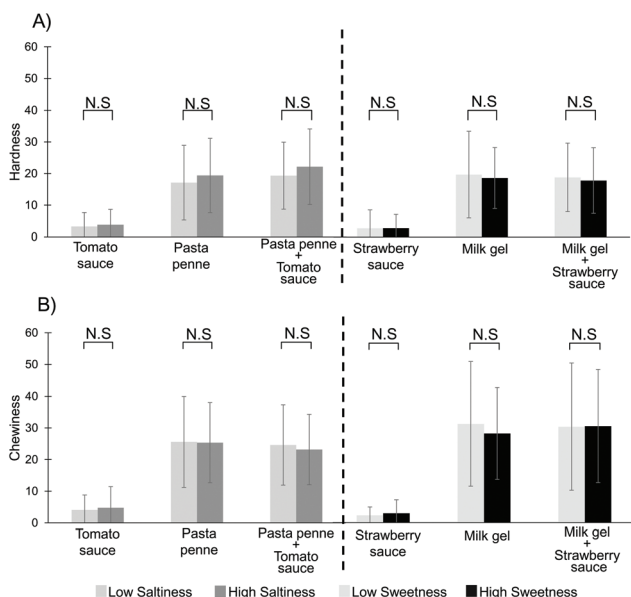 A)
60
50
40
30
20
10
0
Hardness
N.S N.S N.S N.S N.S N.S
Tomato
sauce
Pasta
penne
Pasta penne
+
Tomato
sauce
Strawberry
sauce
Milk gel
Milk gel
+
Strawberry
sauce
B)
60
50
40
30
20
10
0
Chewiness
N.S N.S N.S N.S N.S N.S
Tomato
sauce
Pasta
penne
Pasta penne
+
Tomato
sauce
Strawberry
sauce
Milk gel
Milk gel
+
Strawberry
sauce
Low Saltiness High Saltiness Low Sweetness High Sweetness